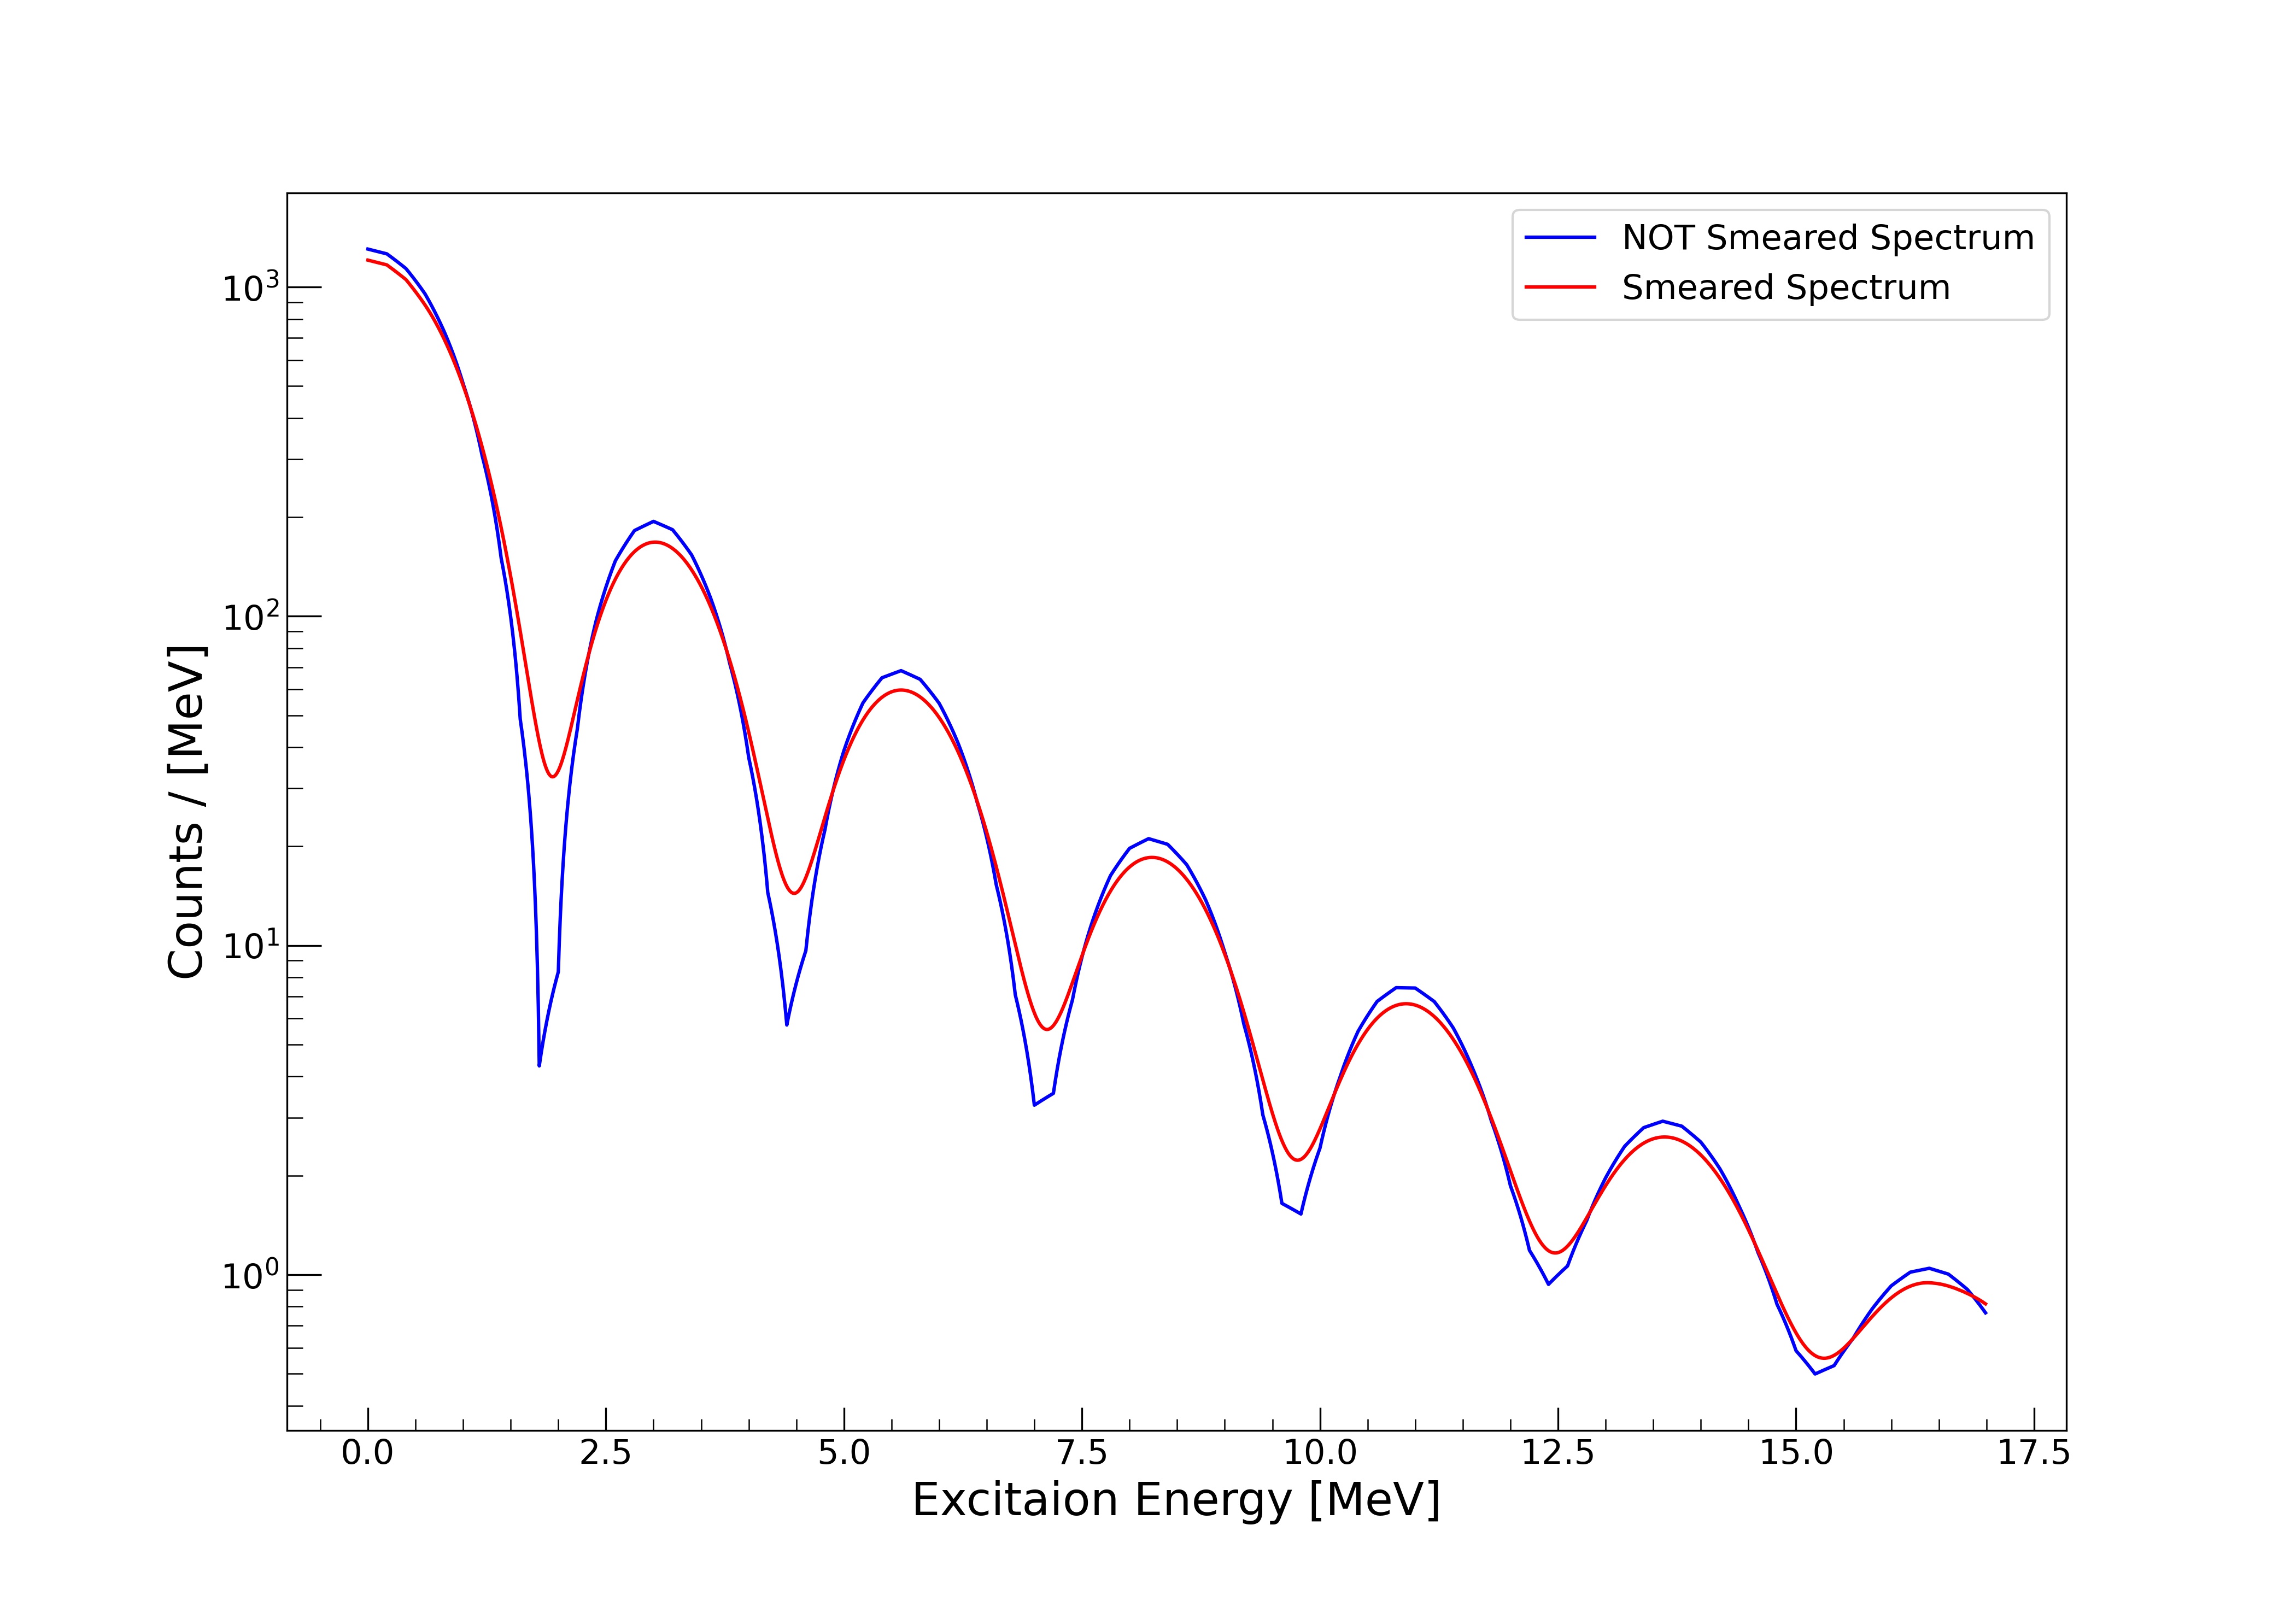 NOT Smeared Spectrum
Smeared Spectrum
10³
10²
10¹
10⁰
Counts / [MeV]
0.0 2.5 5.0 7.5 10.0 12.5 15.0 17.5
Excitaion Energy [MeV]